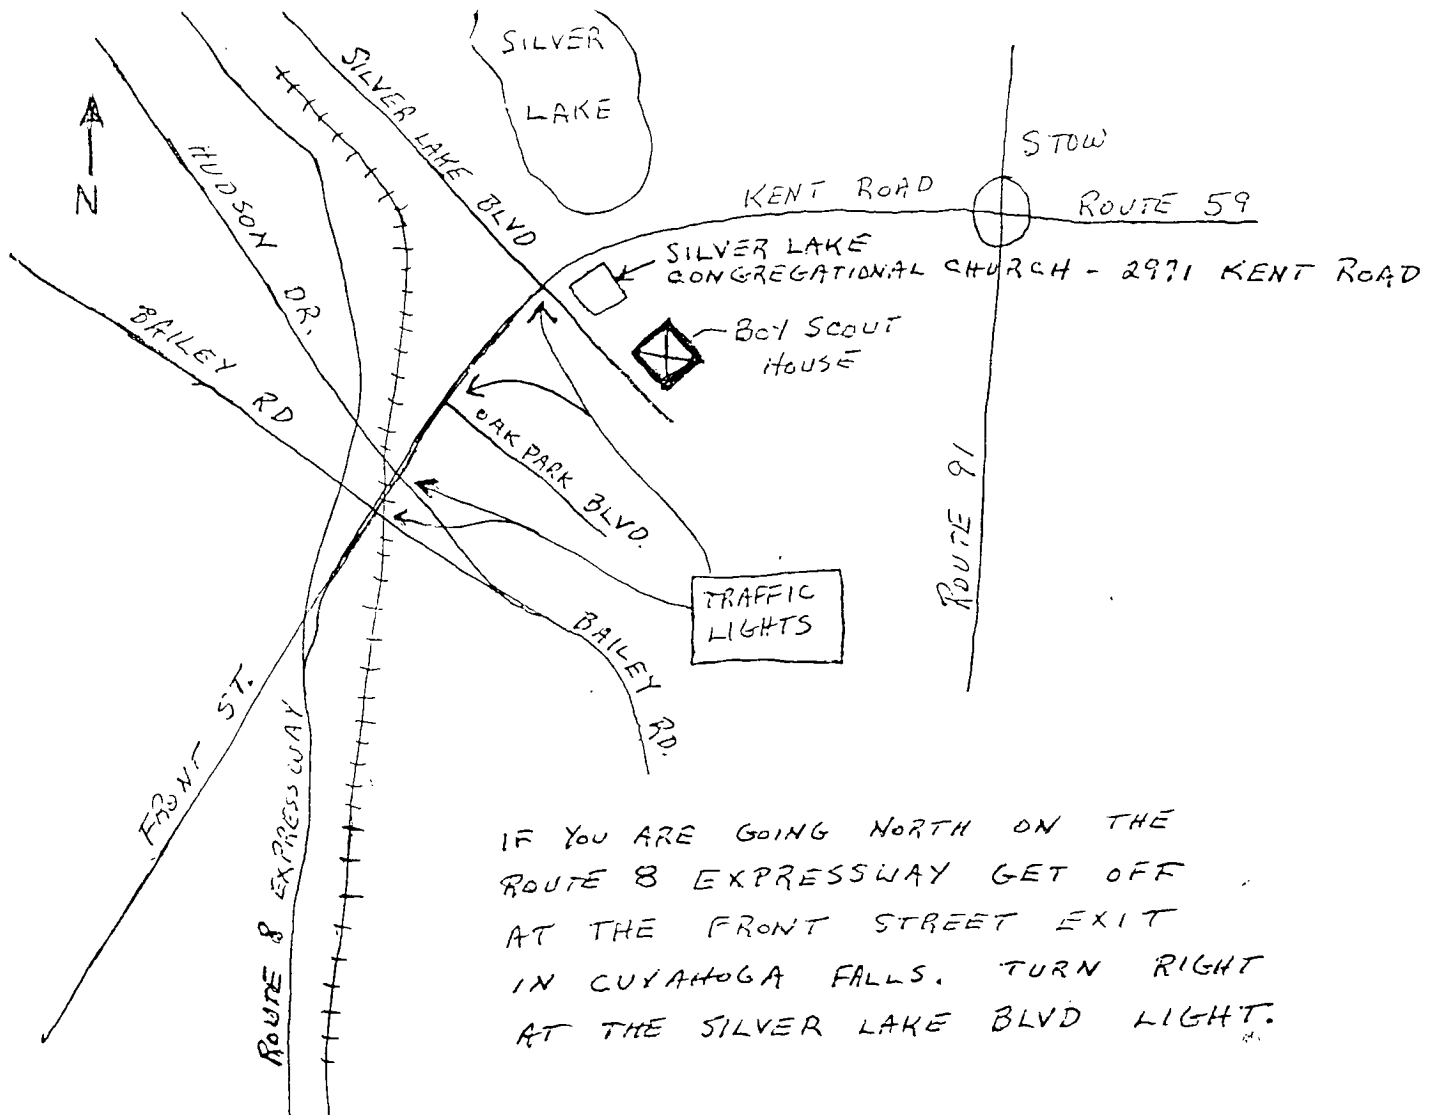 SILVER
LAKE
SILVER LAKE BLVD
N
HUDSON DR.
STOW
KENT ROAD
ROUTE 59
SILVER LAKE
CONGREGATIONAL CHURCH - 2971 KENT ROAD
BOY SCOUT
HOUSE
BAILEY RD
OAK PARK BLVD.
ROUTE 91
TRAFFIC
LIGHTS
BAILEY RD.
FRONT ST.
ROUTE 8 EXPRESSWAY
IF YOU ARE GOING NORTH ON THE
ROUTE 8 EXPRESSWAY GET OFF
AT THE FRONT STREET EXIT
IN CUYAHOGA FALLS. TURN RIGHT
AT THE SILVER LAKE BLVD LIGHT.